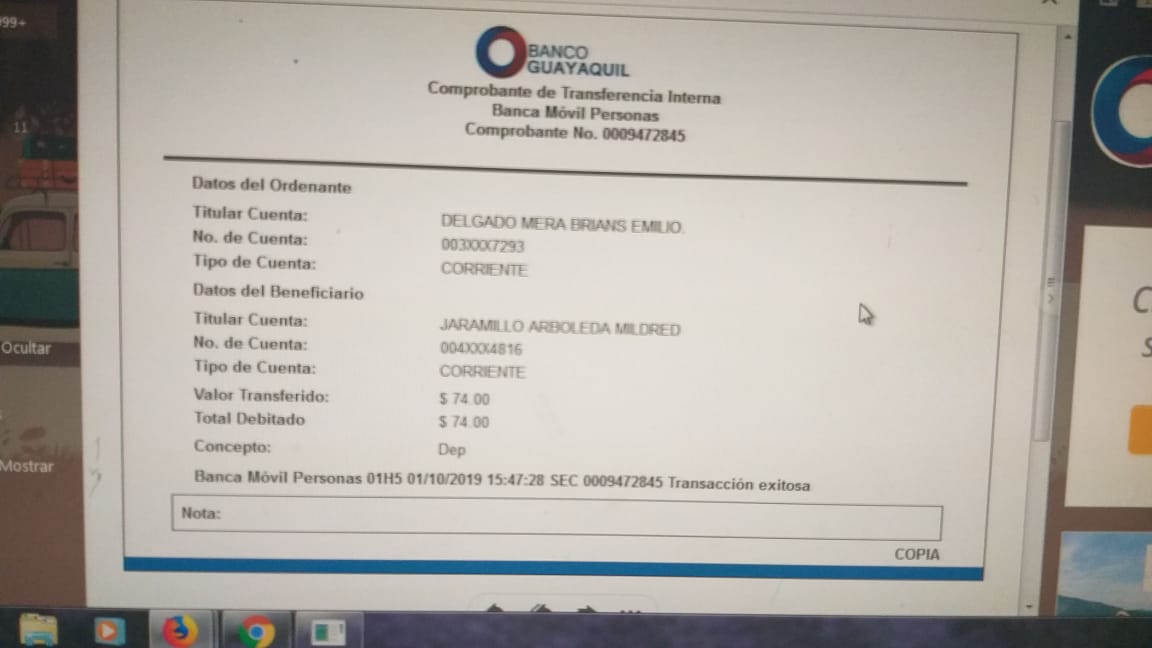 999+
BANCO
GUAYAQUIL
Comprobante de Transferencia Interna
Banca Móvil Personas
Comprobante No. 0009472845
11
Datos del Ordenante
Titular Cuenta: DELGADO MERA BRIANS EMILIO.
No. de Cuenta: 003XXX7293
Tipo de Cuenta: CORRIENTE
Datos del Beneficiario
Titular Cuenta: JARAMILLO ARBOLEDA MILDRED
No. de Cuenta: 004XXX4816
Tipo de Cuenta: CORRIENTE
Valor Transferido: $ 74.00
Total Debitado $ 74.00
Concepto: Dep
Banca Móvil Personas 01H5 01/10/2019 15:47:28 SEC 0009472845 Transacción exitosa
Nota:
COPIA
Ocultar
Mostrar